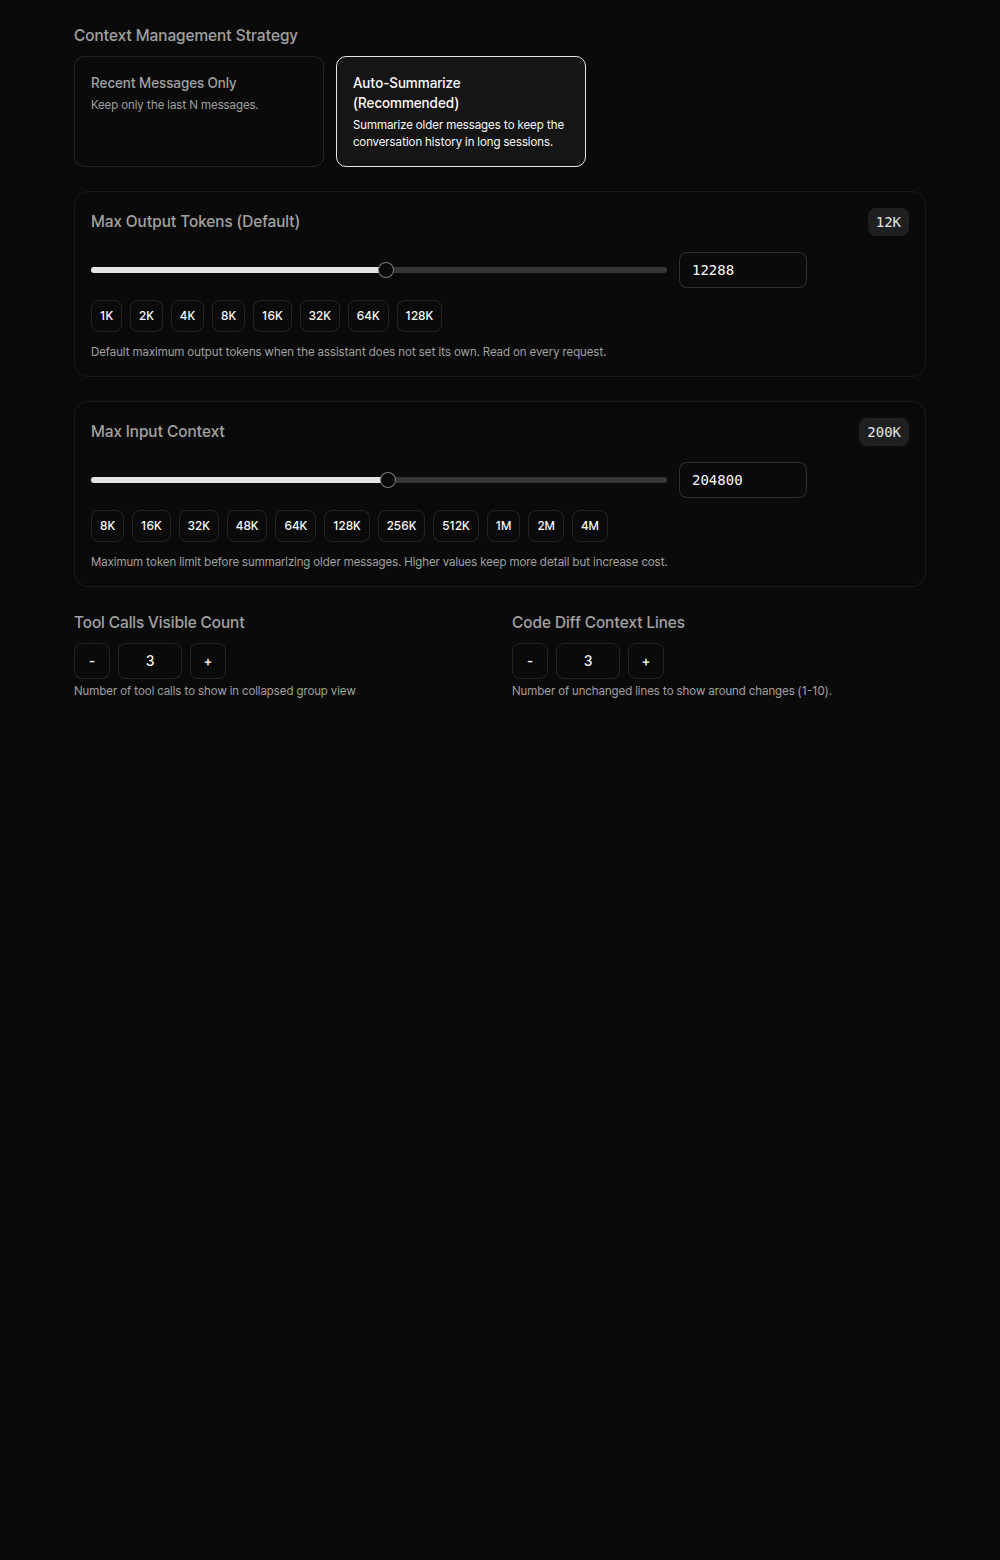 Context Management Strategy
Recent Messages Only
Keep only the last N messages.
Auto-Summarize
(Recommended)
Summarize older messages to keep the
conversation history in long sessions.
Max Output Tokens (Default)
12K
12288
1K 2K 4K 8K 16K 32K 64K 128K
Default maximum output tokens when the assistant does not set its own. Read on every request.
Max Input Context
200K
204800
8K 16K 32K 48K 64K 128K 256K 512K 1M 2M 4M
Maximum token limit before summarizing older messages. Higher values keep more detail but increase cost.
Tool Calls Visible Count
- 3 +
Number of tool calls to show in collapsed group view
Code Diff Context Lines
- 3 +
Number of unchanged lines to show around changes (1-10).